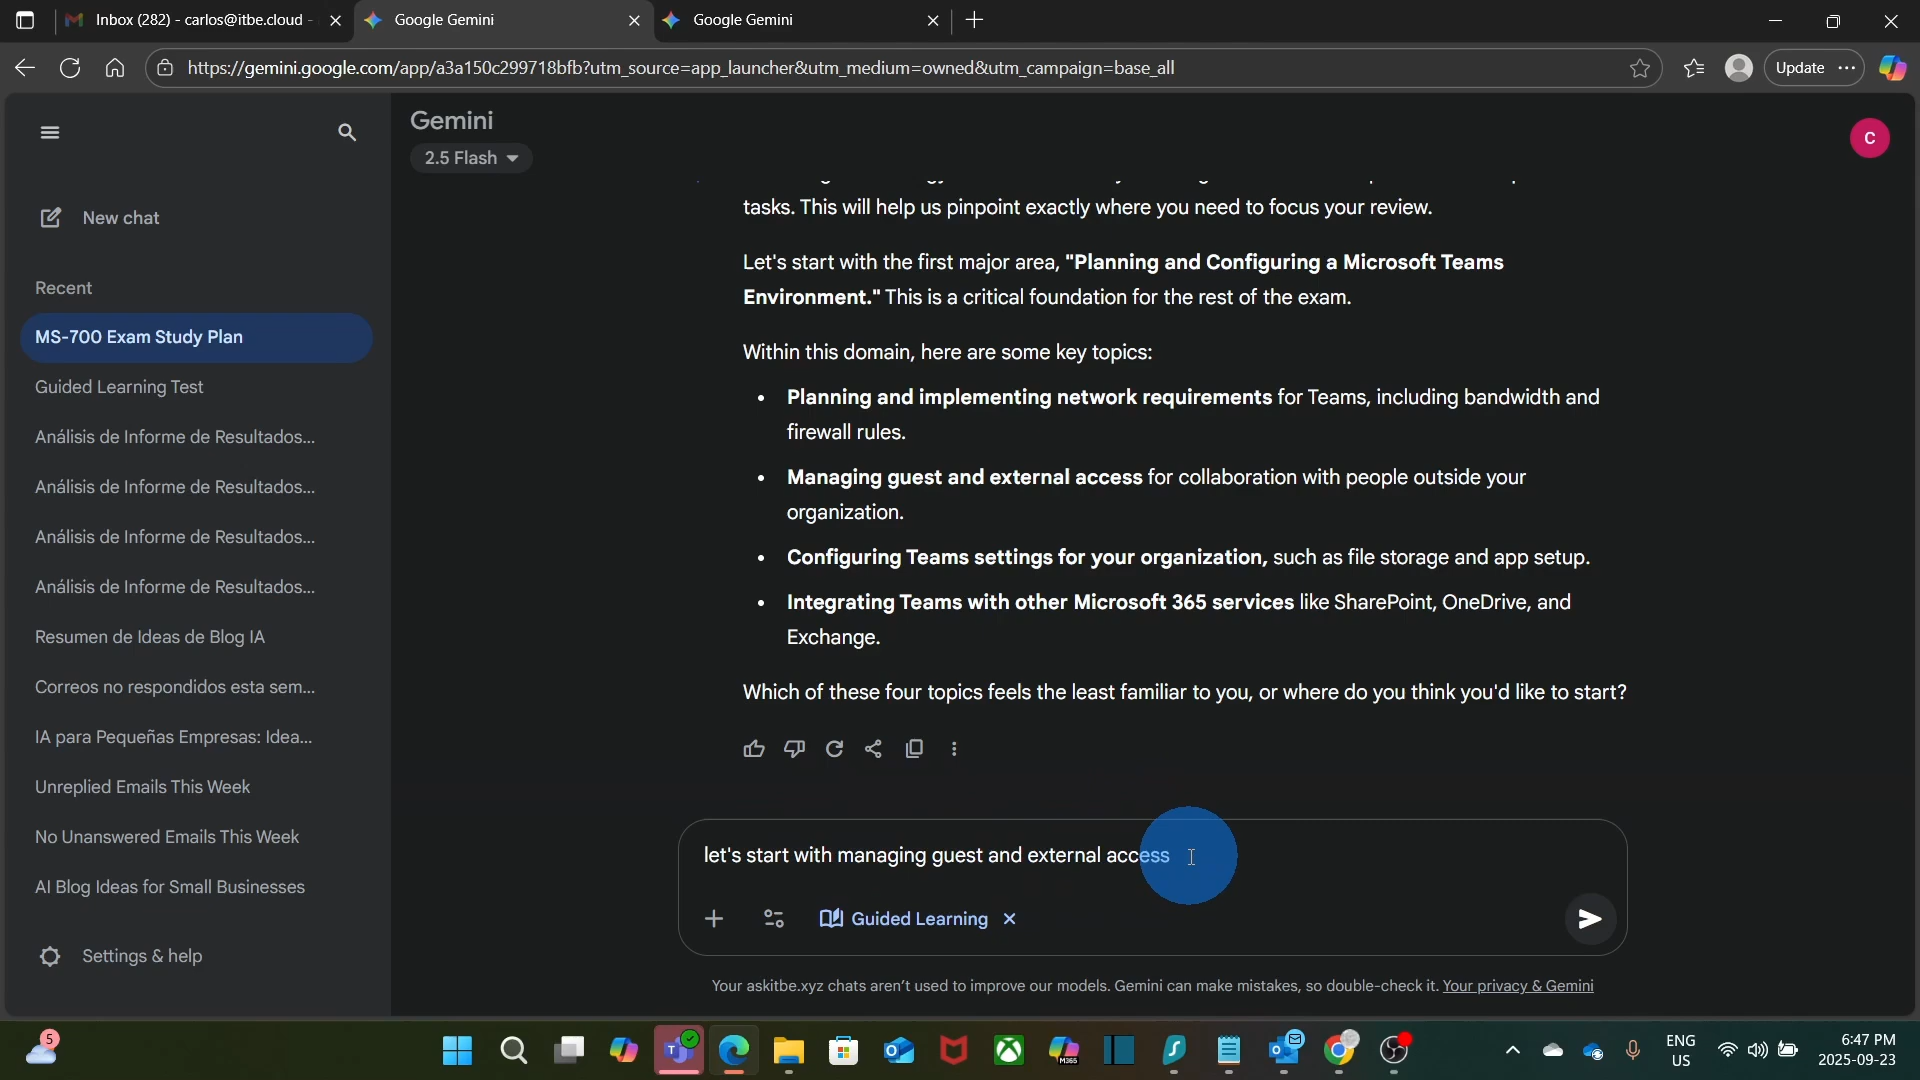 Inbox (282) - carlos@itbe.cloud -
Google Gemini
Google Gemini
https://gemini.google.com/app/a3a150c299718bfb?utm_source=app_launcher&utm_medium=owned&utm_campaign=base_all
Update
Gemini
2.5 Flash
C
New chat
Recent
MS-700 Exam Study Plan
Guided Learning Test
Análisis de Informe de Resultados...
Análisis de Informe de Resultados...
Análisis de Informe de Resultados...
Análisis de Informe de Resultados...
Resumen de Ideas de Blog IA
Correos no respondidos esta sem...
IA para Pequeñas Empresas: Idea...
Unreplied Emails This Week
No Unanswered Emails This Week
AI Blog Ideas for Small Businesses
Settings & help
tasks. This will help us pinpoint exactly where you need to focus your review.
Let's start with the first major area, "Planning and Configuring a Microsoft Teams
Environment." This is a critical foundation for the rest of the exam.
Within this domain, here are some key topics:
• Planning and implementing network requirements for Teams, including bandwidth and
firewall rules.
• Managing guest and external access for collaboration with people outside your
organization.
• Configuring Teams settings for your organization, such as file storage and app setup.
• Integrating Teams with other Microsoft 365 services like SharePoint, OneDrive, and
Exchange.
Which of these four topics feels the least familiar to you, or where do you think you'd like to start?
let's start with managing guest and external access
Guided Learning
Your askitbe.xyz chats aren't used to improve our models. Gemini can make mistakes, so double-check it. Your privacy & Gemini
5
M365
ENG
US
6:47 PM
2025-09-23